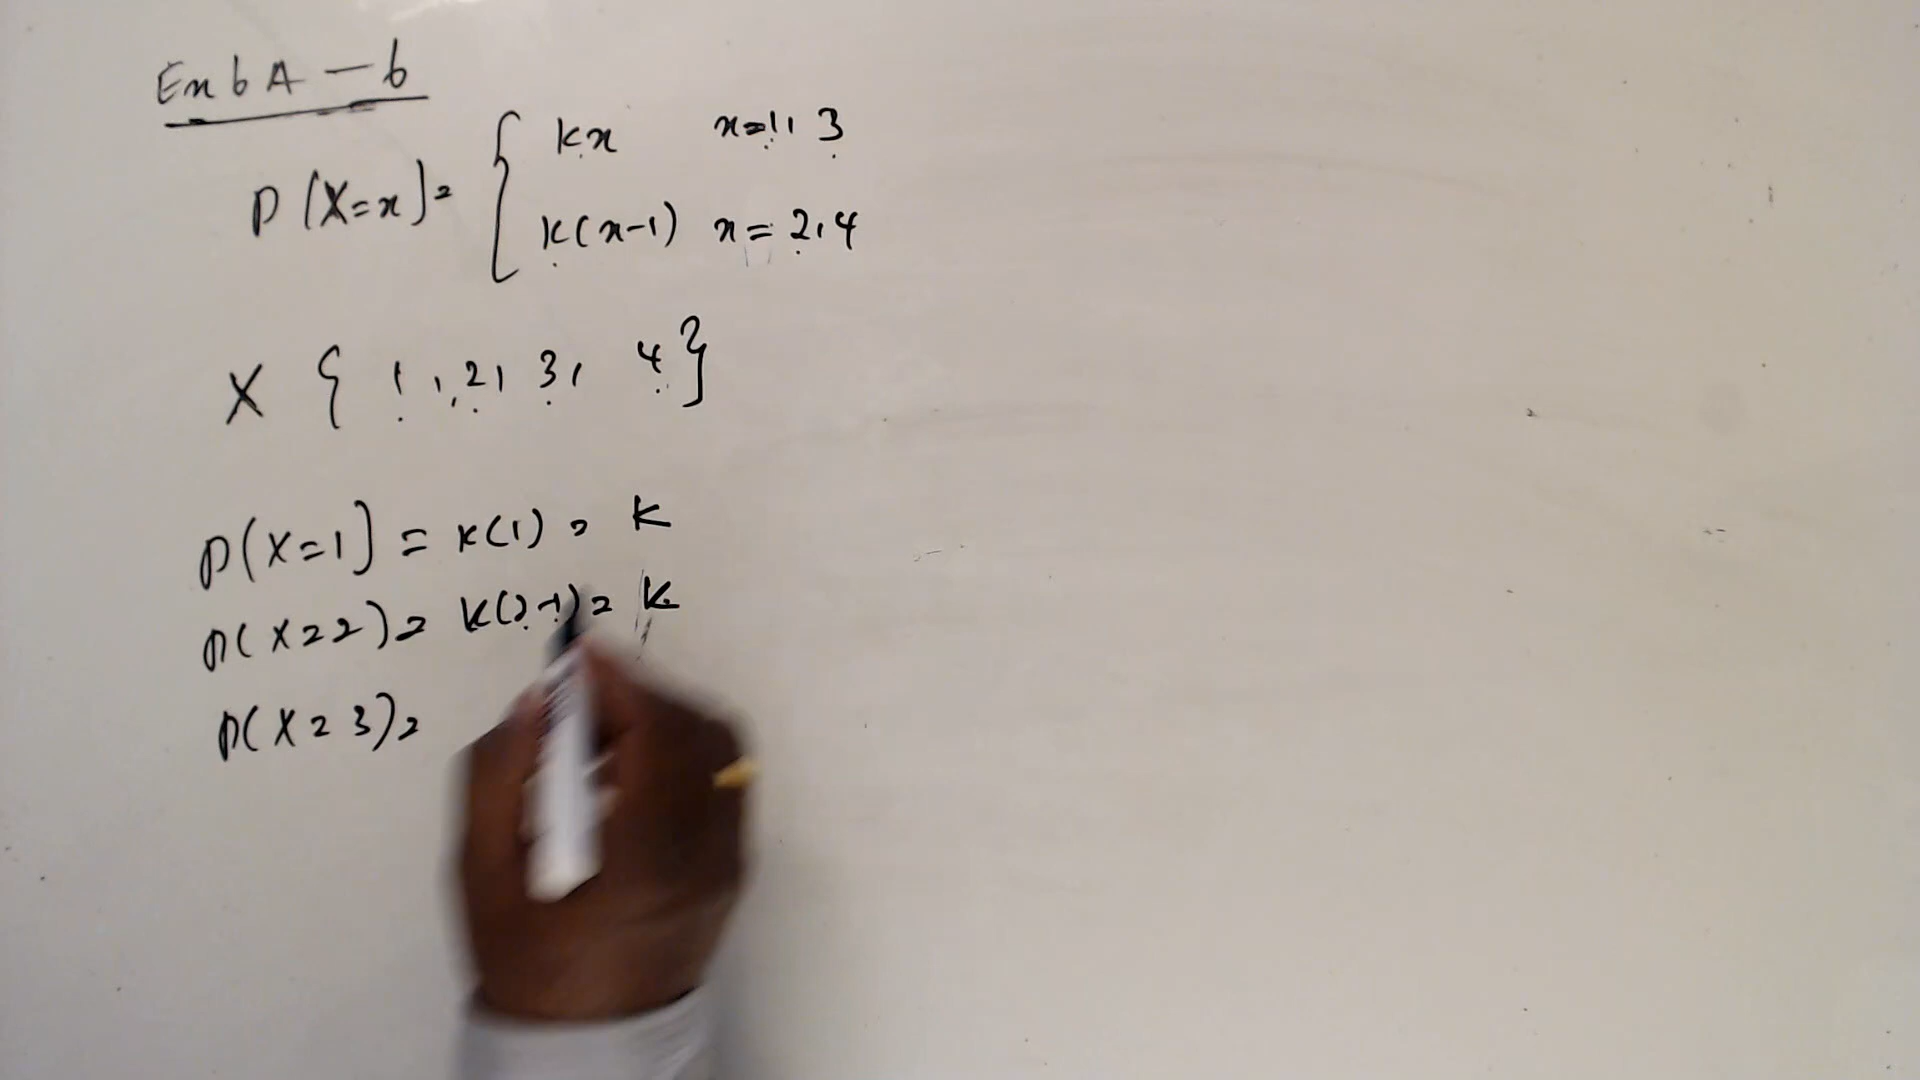 Ex 6A - 6
P(X=x) = { kx x=1, 3
k(x-1) x=2,4
X { 1, 2, 3, 4 }
P(X=1) = k(1) = k
P(X=2) = k(2-1) = k
P(X=3) =